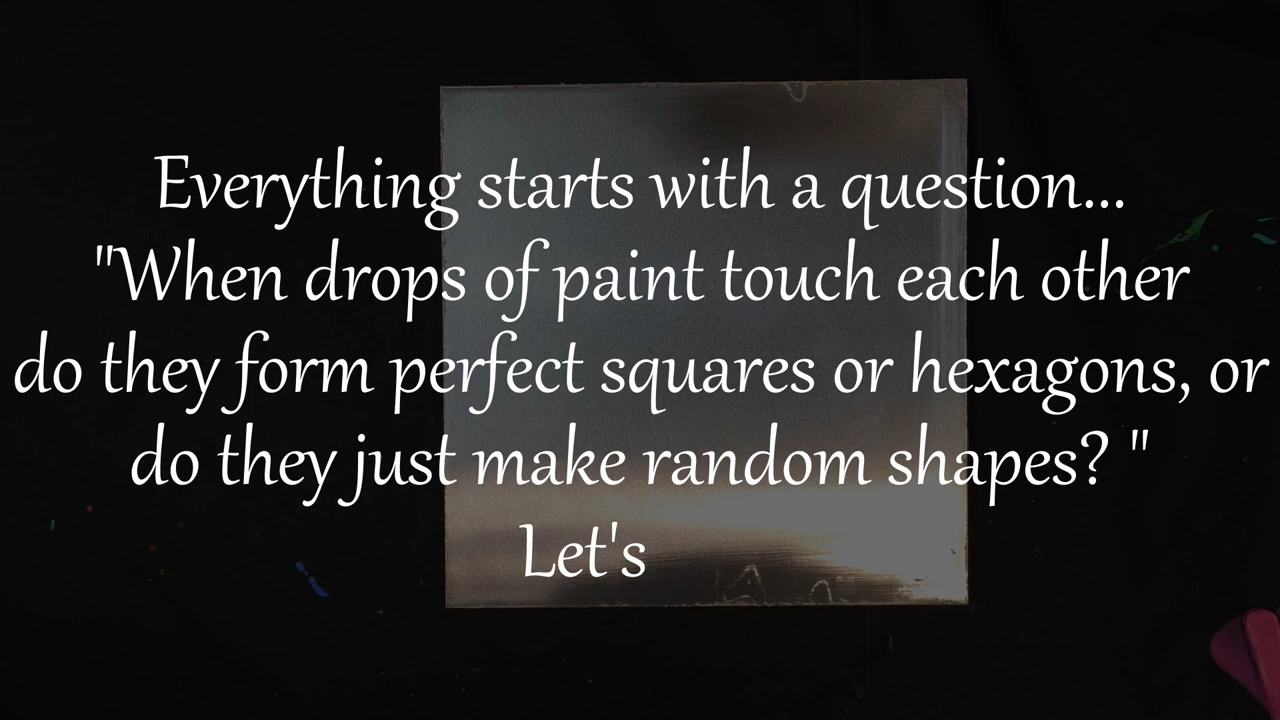 Everything starts with a question...
"When drops of paint touch each other
do they form perfect squares or hexagons, or
do they just make random shapes? "
Let's